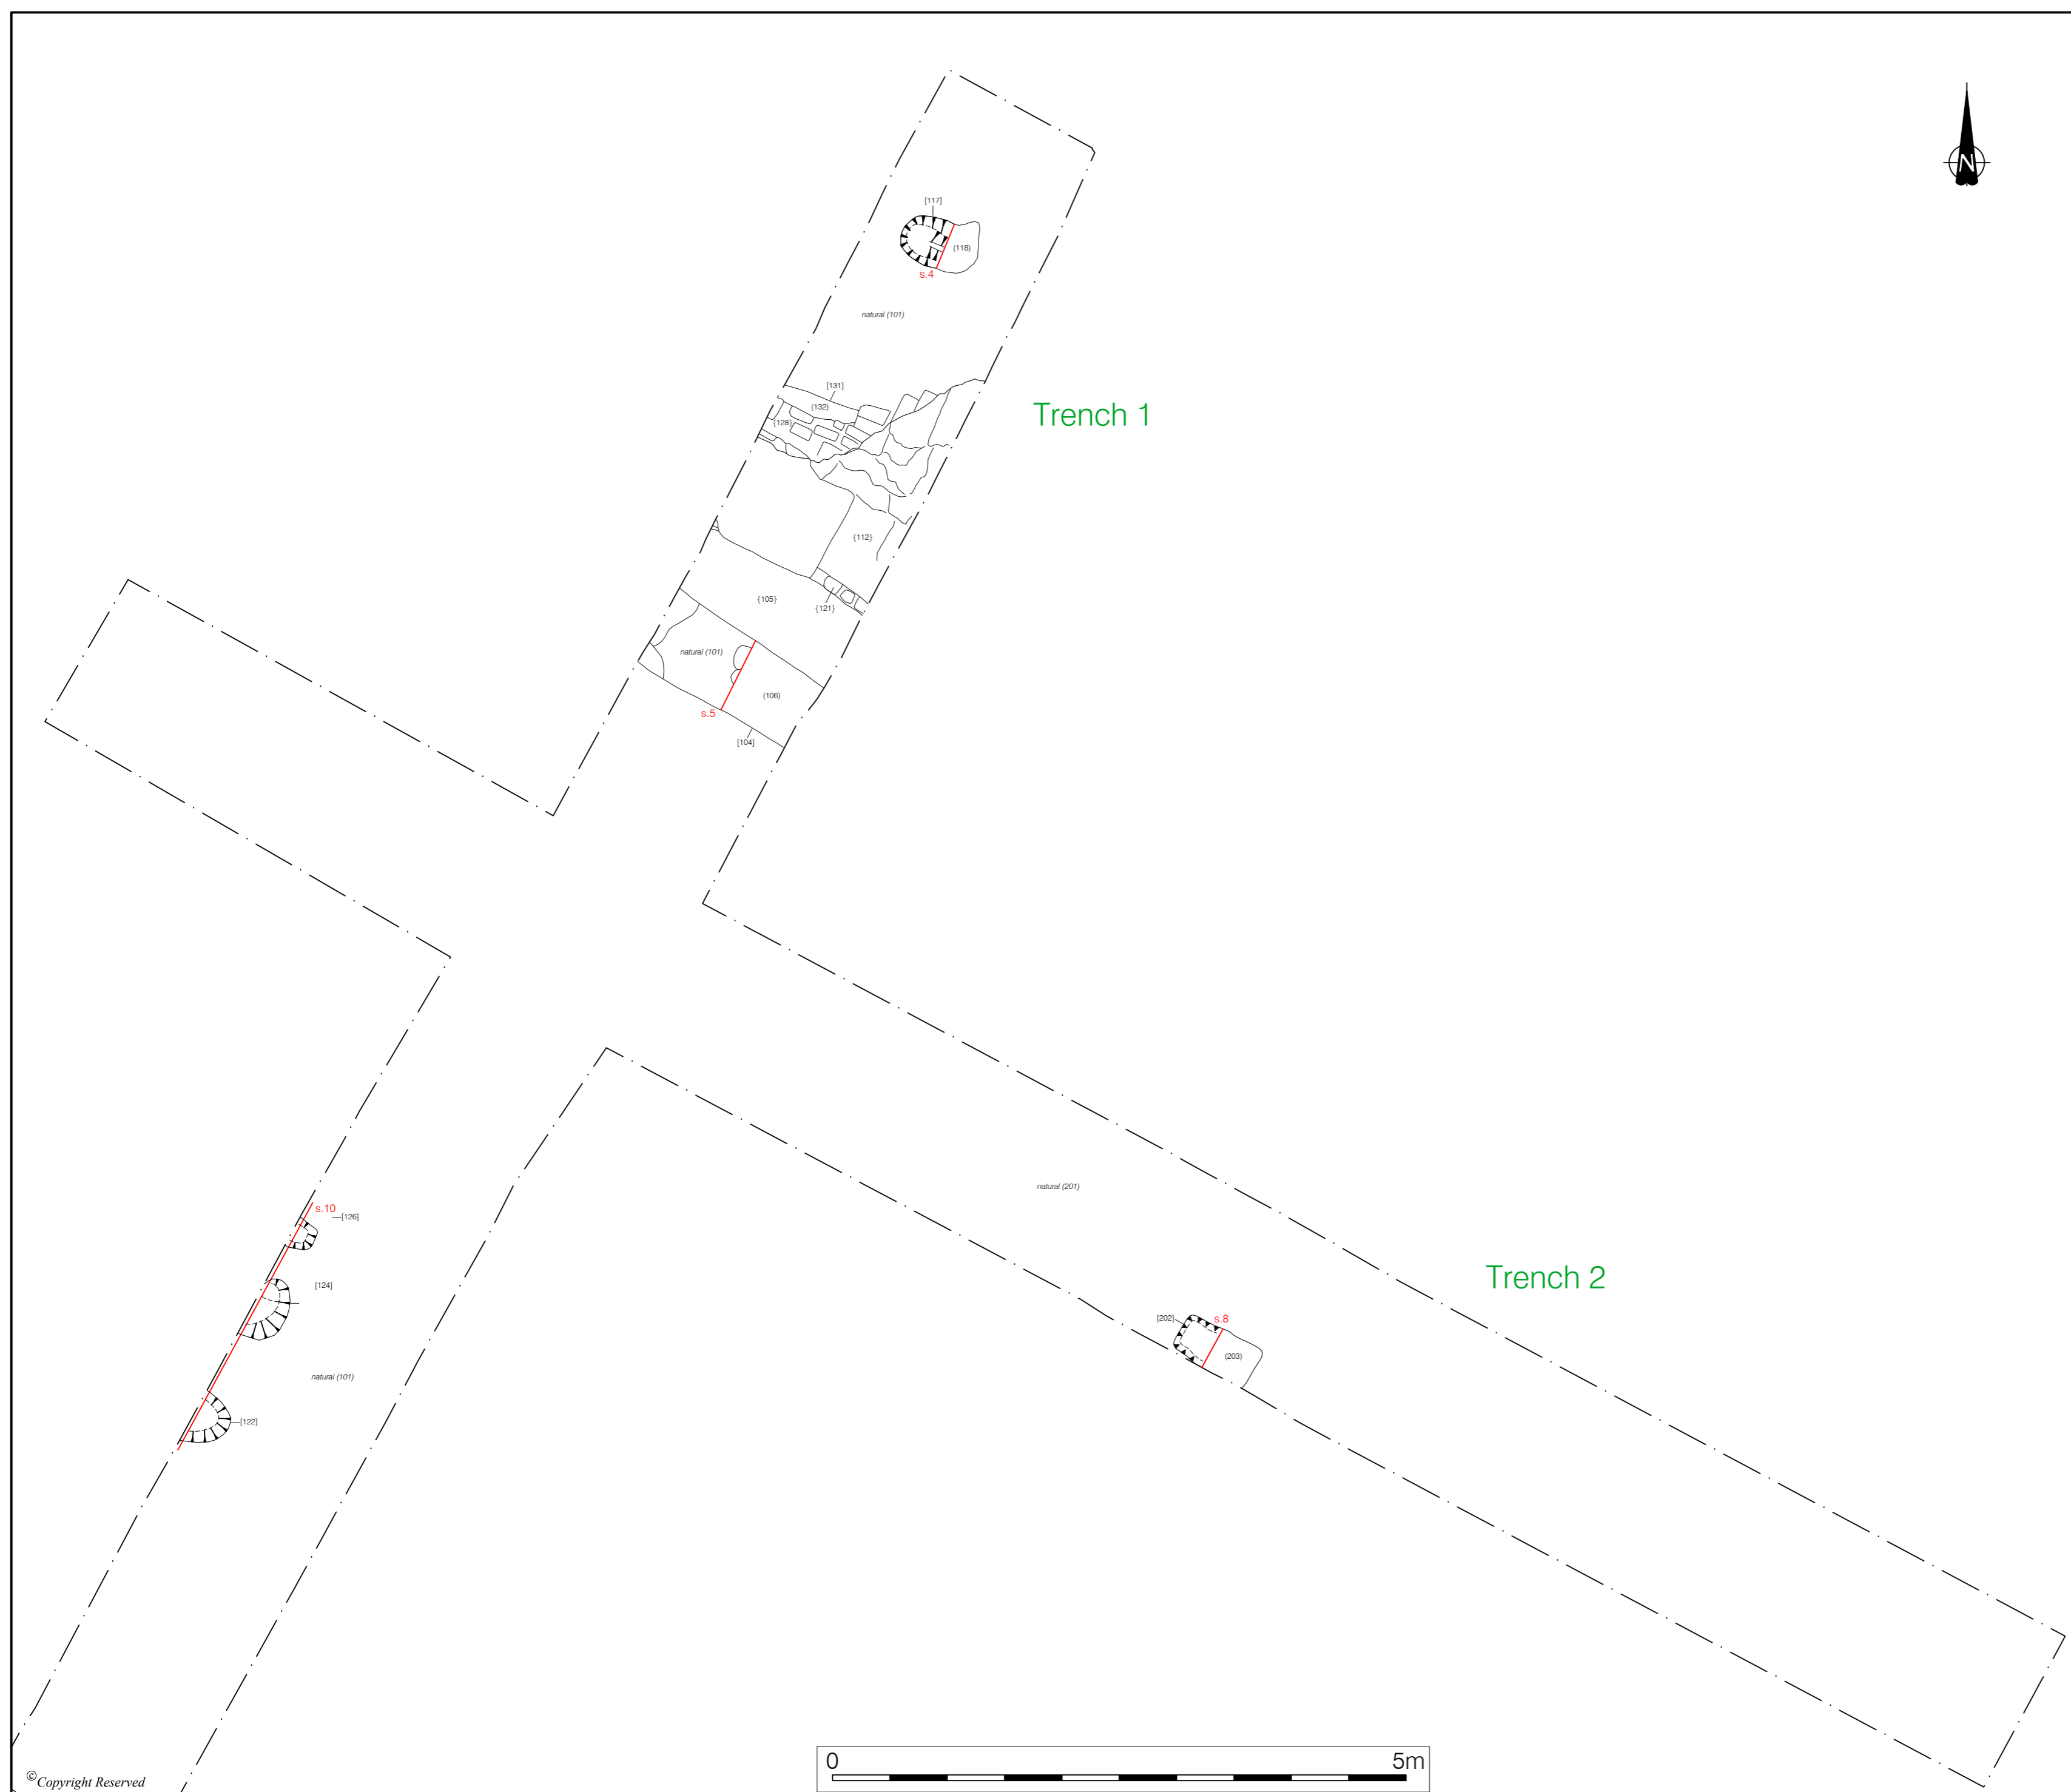 N
[117]
(118)
s.4
natural (101)
[131]
(132)
{128}
Trench 1
{112}
{105}
{121}
natural (101)
(106)
s.5
[104]
natural (201)
s.10
[126]
[124]
Trench 2
[202]
s.8
(203)
natural (101)
[122]
0 5m
©Copyright Reserved